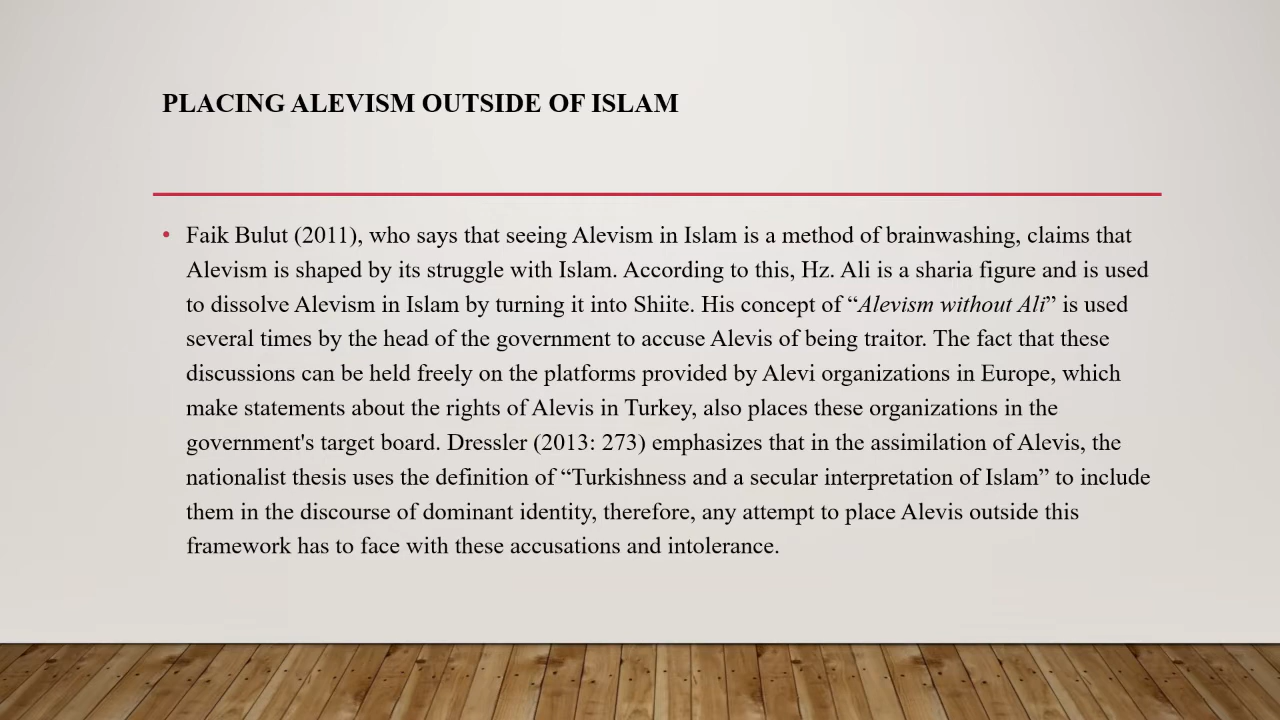 PLACING ALEVISM OUTSIDE OF ISLAM
• Faik Bulut (2011), who says that seeing Alevism in Islam is a method of brainwashing, claims that
Alevism is shaped by its struggle with Islam. According to this, Hz. Ali is a sharia figure and is used
to dissolve Alevism in Islam by turning it into Shiite. His concept of “Alevism without Ali” is used
several times by the head of the government to accuse Alevis of being traitor. The fact that these
discussions can be held freely on the platforms provided by Alevi organizations in Europe, which
make statements about the rights of Alevis in Turkey, also places these organizations in the
government's target board. Dressler (2013: 273) emphasizes that in the assimilation of Alevis, the
nationalist thesis uses the definition of “Turkishness and a secular interpretation of Islam” to include
them in the discourse of dominant identity, therefore, any attempt to place Alevis outside this
framework has to face with these accusations and intolerance.